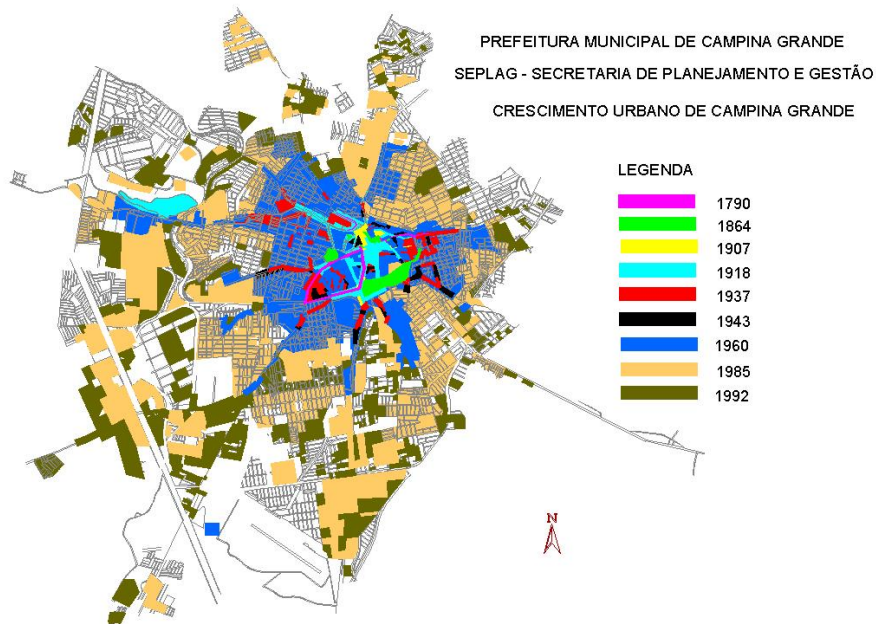 PREFEITURA MUNICIPAL DE CAMPINA GRANDE
SEPLAG - SECRETARIA DE PLANEJAMENTO E GESTÃO
CRESCIMENTO URBANO DE CAMPINA GRANDE
LEGENDA
1790
1864
1907
1918
1937
1943
1960
1985
1992
N